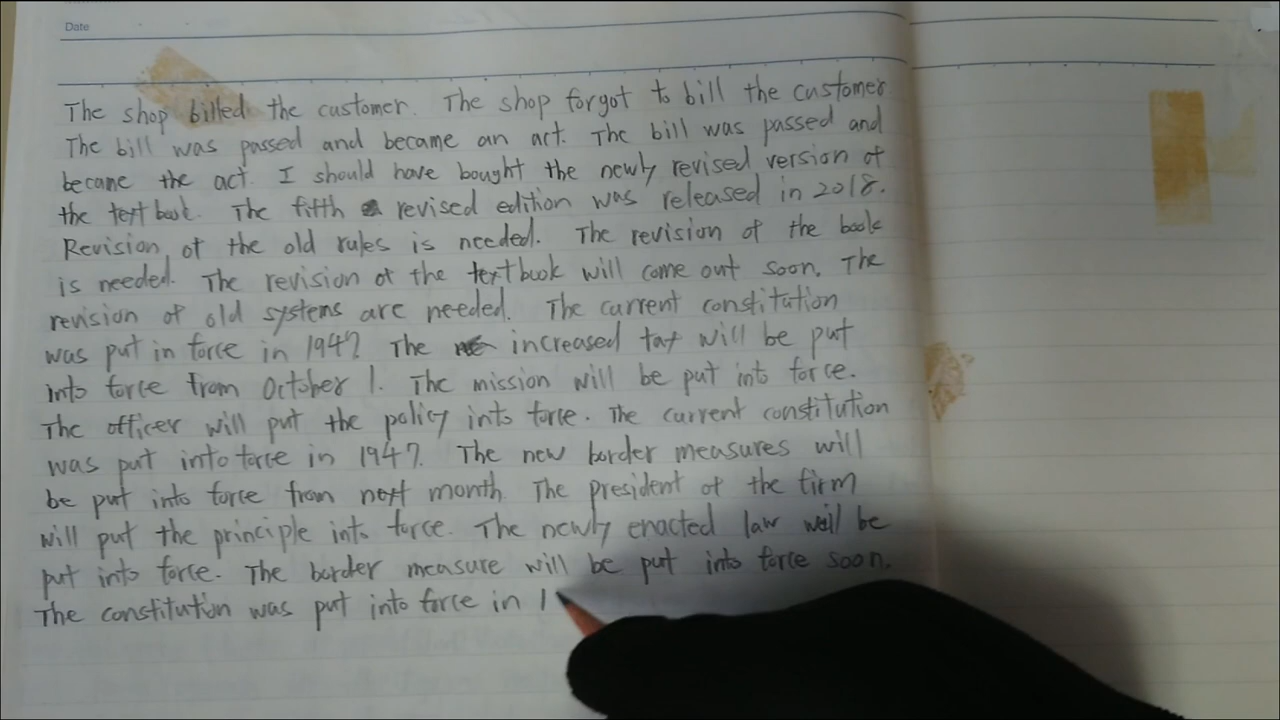 Date
The shop billed the customer. The shop forgot to bill the customer
The bill was passed and became an act. The bill was passed and
became the act. I should have bought the newly revised version of
the textbook. The fifth revised edition was released in 2018.
Revision of the old rules is needed. The revision of the book
is needed. The revision of the textbook will come out soon. The
revision of old systems are needed. The current constitution
was put in force in 1947. The increased tax will be put
into force from October 1. The mission will be put into force.
The officer will put the policy into force. The current constitution
was put into force in 1947. The new border measures will
be put into force from next month. The president of the firm
will put the principle into force. The newly enacted law will be
put into force. The border measure will be put into force soon.
The constitution was put into force in 1